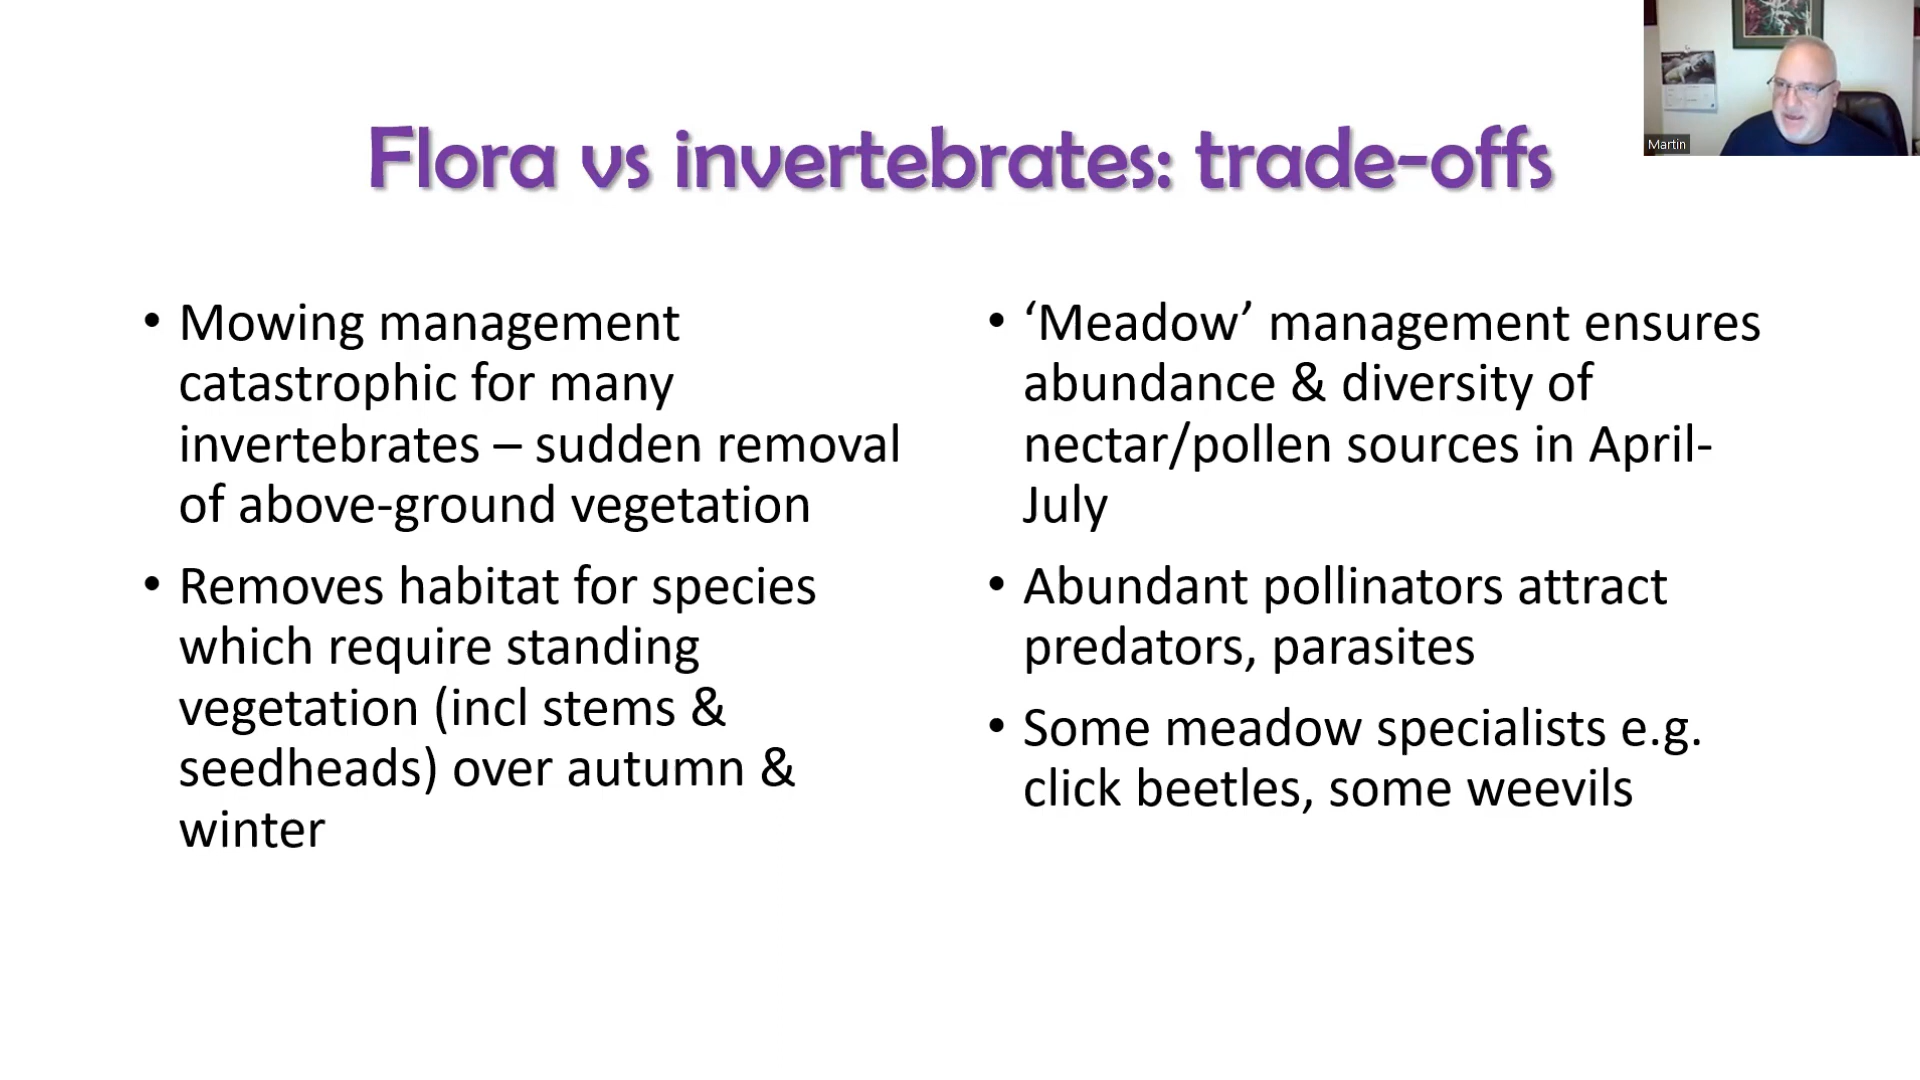 Flora vs invertebrates: trade-offs
Martin
• Mowing management
catastrophic for many
invertebrates – sudden removal
of above-ground vegetation
• Removes habitat for species
which require standing
vegetation (incl stems &
seedheads) over autumn &
winter
• ‘Meadow’ management ensures
abundance & diversity of
nectar/pollen sources in April-
July
• Abundant pollinators attract
predators, parasites
• Some meadow specialists e.g.
click beetles, some weevils